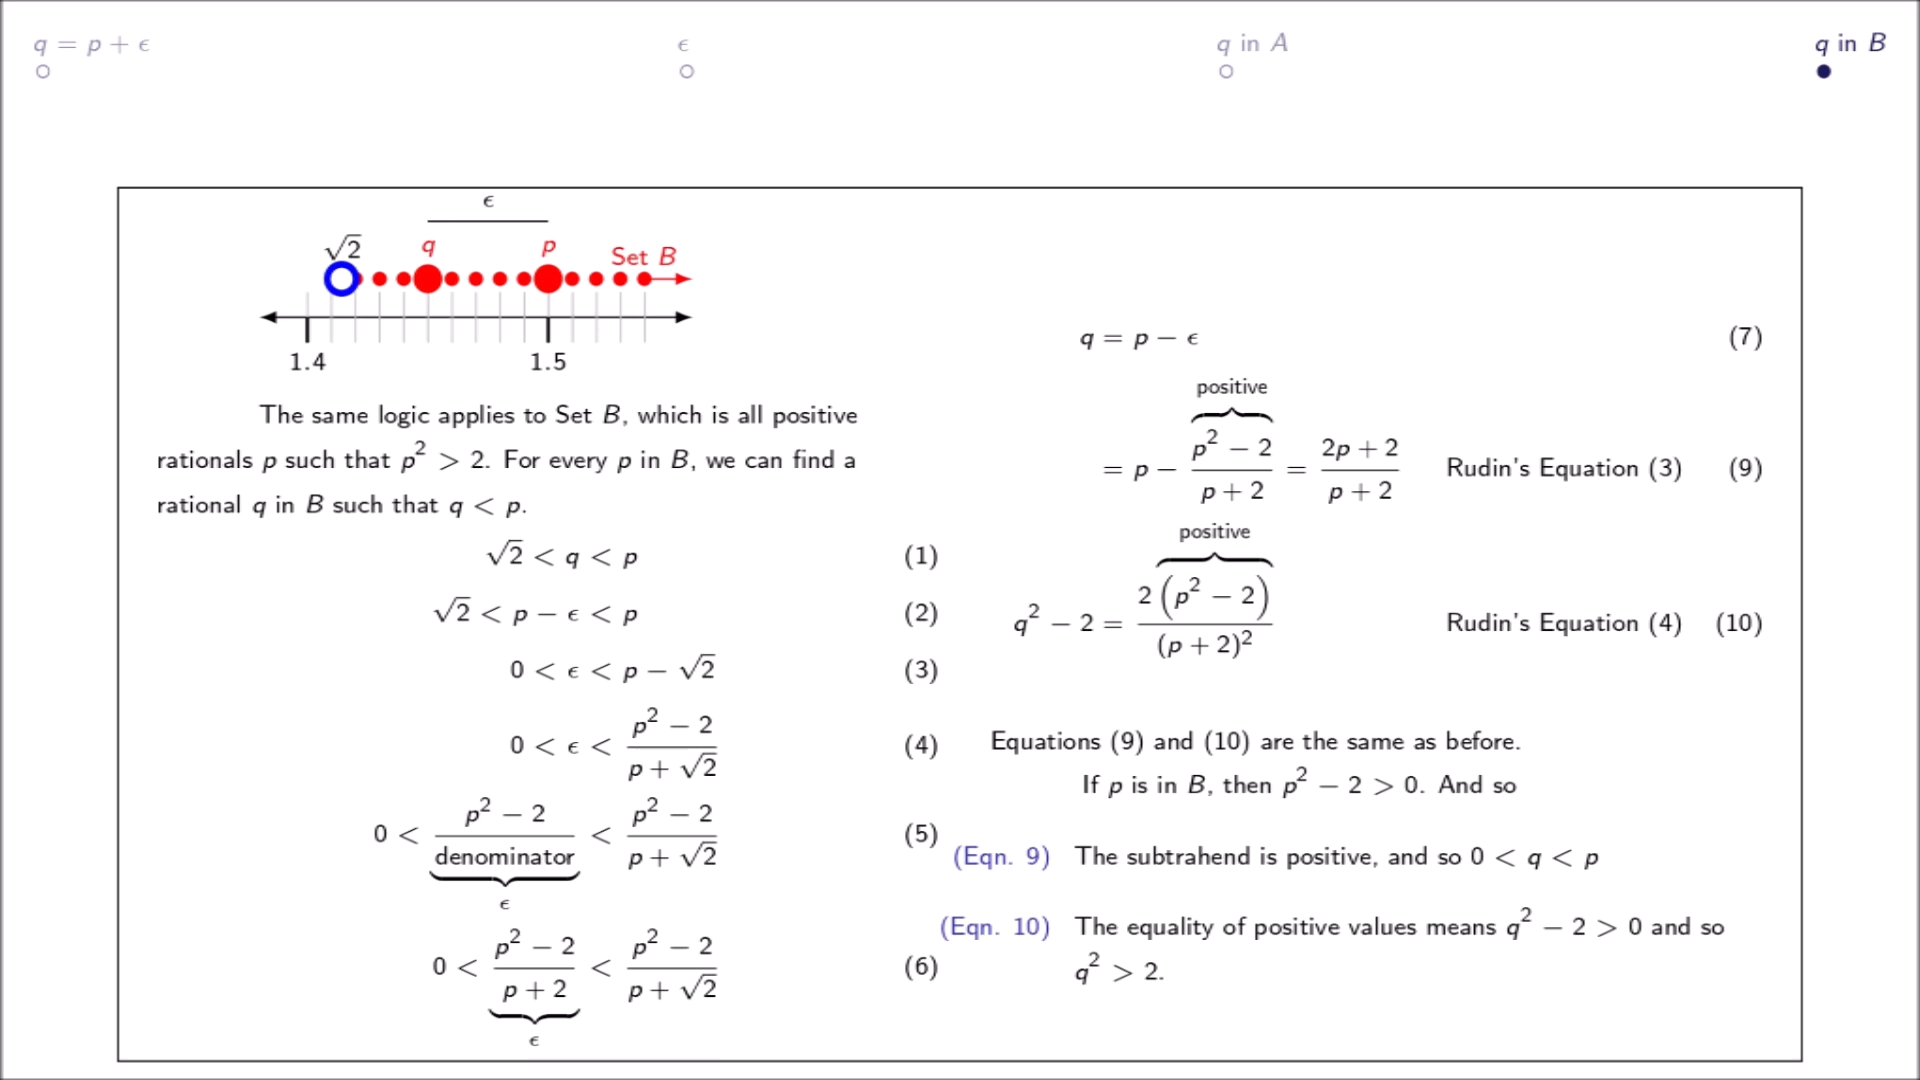 q = p + ϵ
ϵ
q in A
q in B
ϵ
√2 q p Set B
1.4 1.5
The same logic applies to Set B, which is all positive
rationals p such that p² > 2. For every p in B, we can find a
rational q in B such that q < p.
√2 < q < p (1)
√2 < p − ϵ < p (2)
0 < ϵ < p − √2 (3)
0 < ϵ < (p² − 2)/(p + √2) (4)
0 < (p² − 2)/denominator < (p² − 2)/(p + √2) (5)
ϵ
0 < (p² − 2)/(p + 2) < (p² − 2)/(p + √2) (6)
ϵ
q = p − ϵ (7)
positive
= p − (p² − 2)/(p + 2) = (2p + 2)/(p + 2) Rudin's Equation (3) (9)
positive
q² − 2 = 2(p² − 2)/(p + 2)² Rudin's Equation (4) (10)
Equations (9) and (10) are the same as before.
If p is in B, then p² − 2 > 0. And so
(Eqn. 9) The subtrahend is positive, and so 0 < q < p
(Eqn. 10) The equality of positive values means q² − 2 > 0 and so
q² > 2.